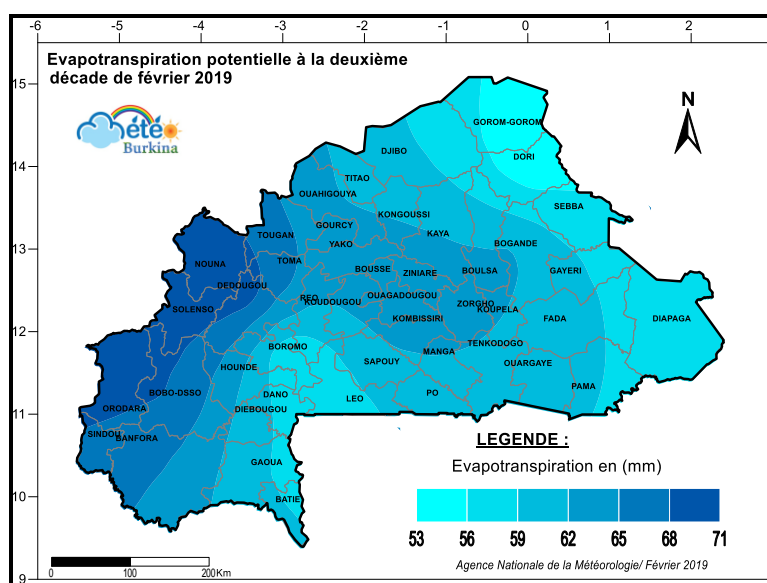 -6 -5 -4 -3 -2 -1 0 1 2
Evapotranspiration potentielle à la deuxième
décade de février 2019
15
14
13
12
11
10
9
été
Burkina
N
GOROM-GOROM
DJIBO
DORI
TITAO
OUAHIGOUYA
SEBBA
KONGOUSSI
GOURCY
TOUGAN
KAYA
YAKO
BOGANDE
NOUNA
TOMA
BOUSSE
ZINIARE
BOULSA
GAYERI
DEDOUGOU
REO
KOUDOUGOU
OUAGADOUGOU
SOLENSO
ZORGHO
KOUPELA
KOMBISSIRI
FADA
DIAPAGA
TENKODOGO
BOROMO
MANGA
SAPOUY
OUARGAYE
HOUNDE
BOBO-DSSO
DANO
LEO
PO
PAMA
ORODARA
DIEBOUGOU
SINDOU
BANFORA
GAOUA
BATIE
LEGENDE :
Evapotranspiration en (mm)
53 56 59 62 65 68 71
0 100 200Km
Agence Nationale de la Météorologie/ Février 2019